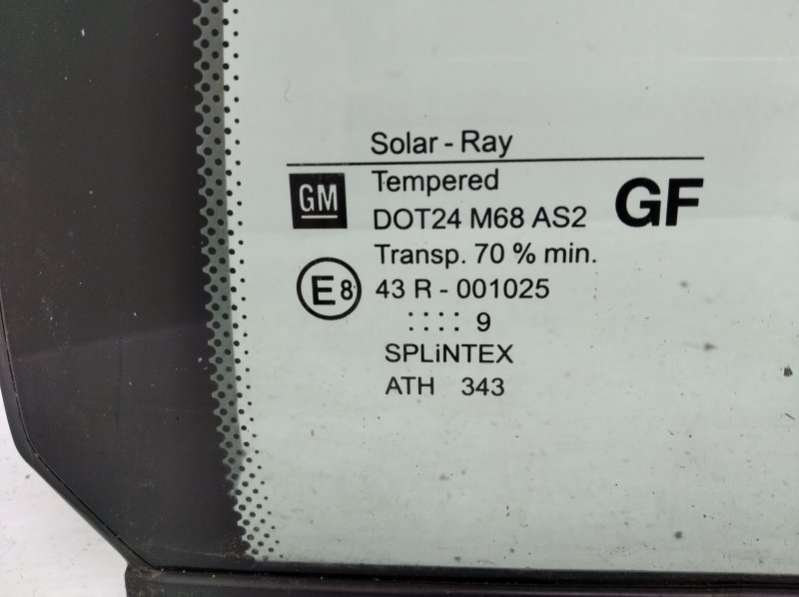 Solar - Ray
GM Tempered GF
DOT24 M68 AS2
Transp. 70 % min.
E8 43 R - 001025
:::: 9
SPLiNTEX
ATH 343